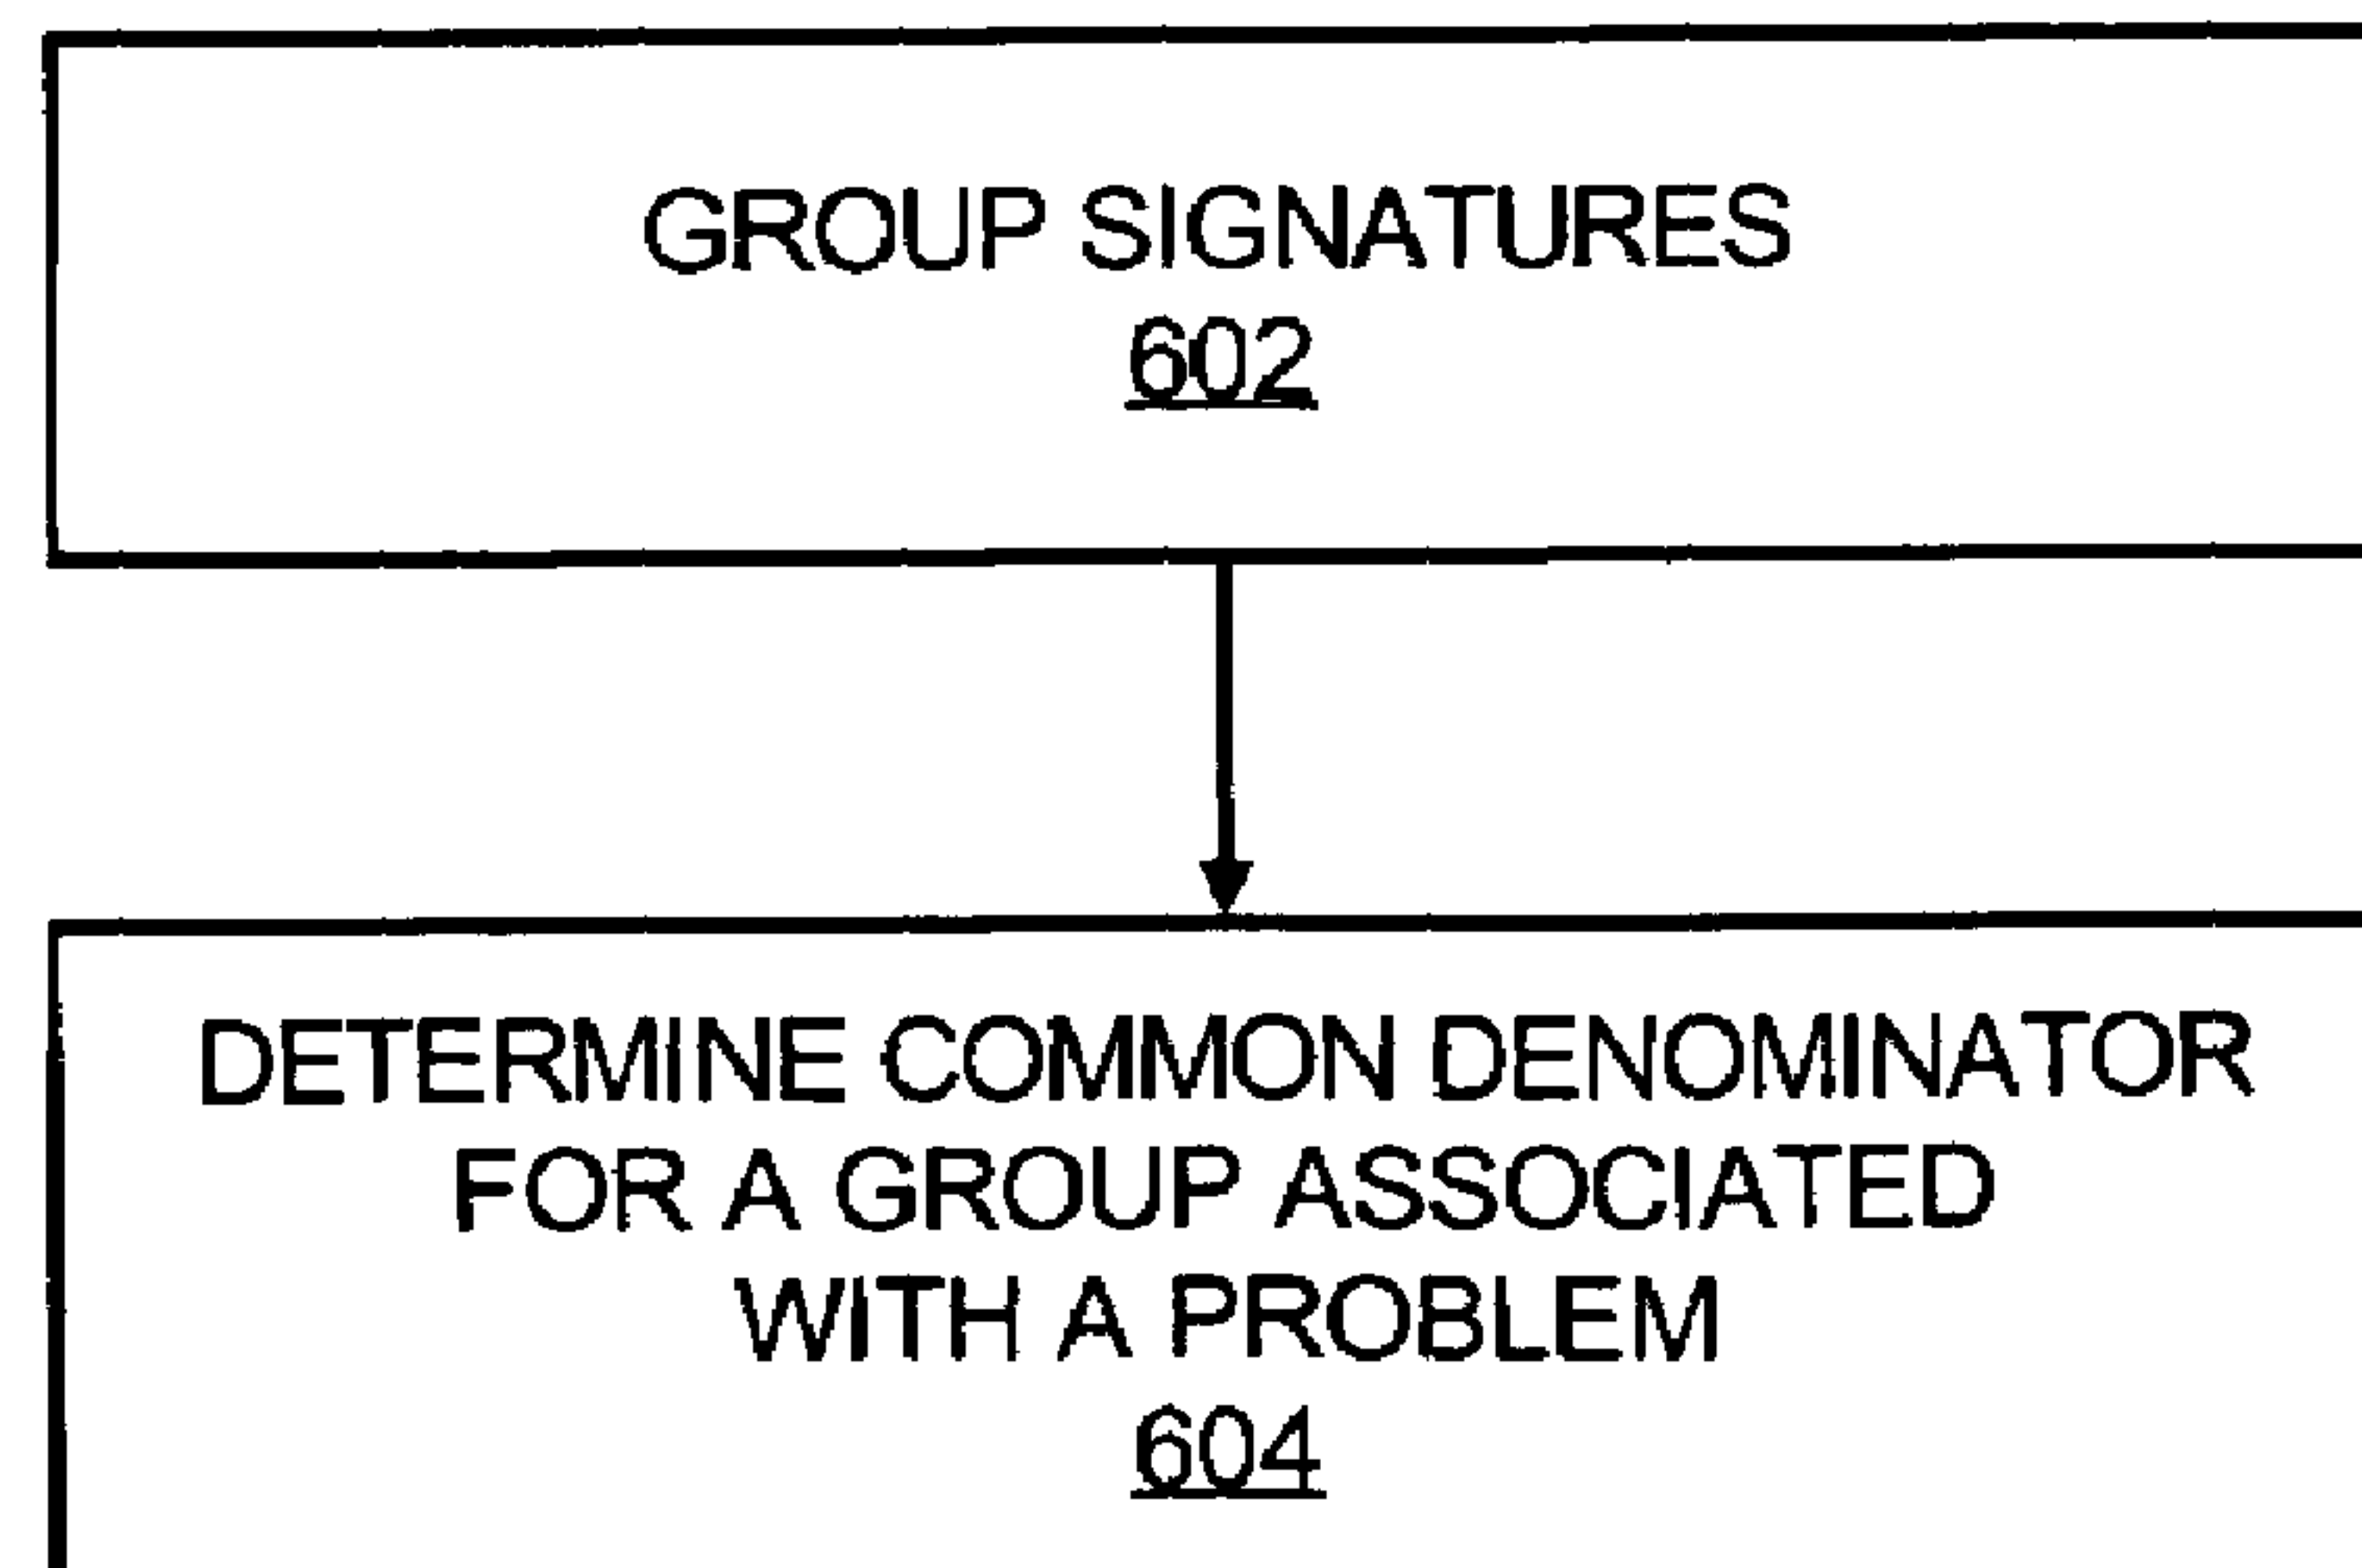 GROUP SIGNATURES
602
DETERMINE COMMON DENOMINATOR
FOR A GROUP ASSOCIATED
WITH A PROBLEM
604